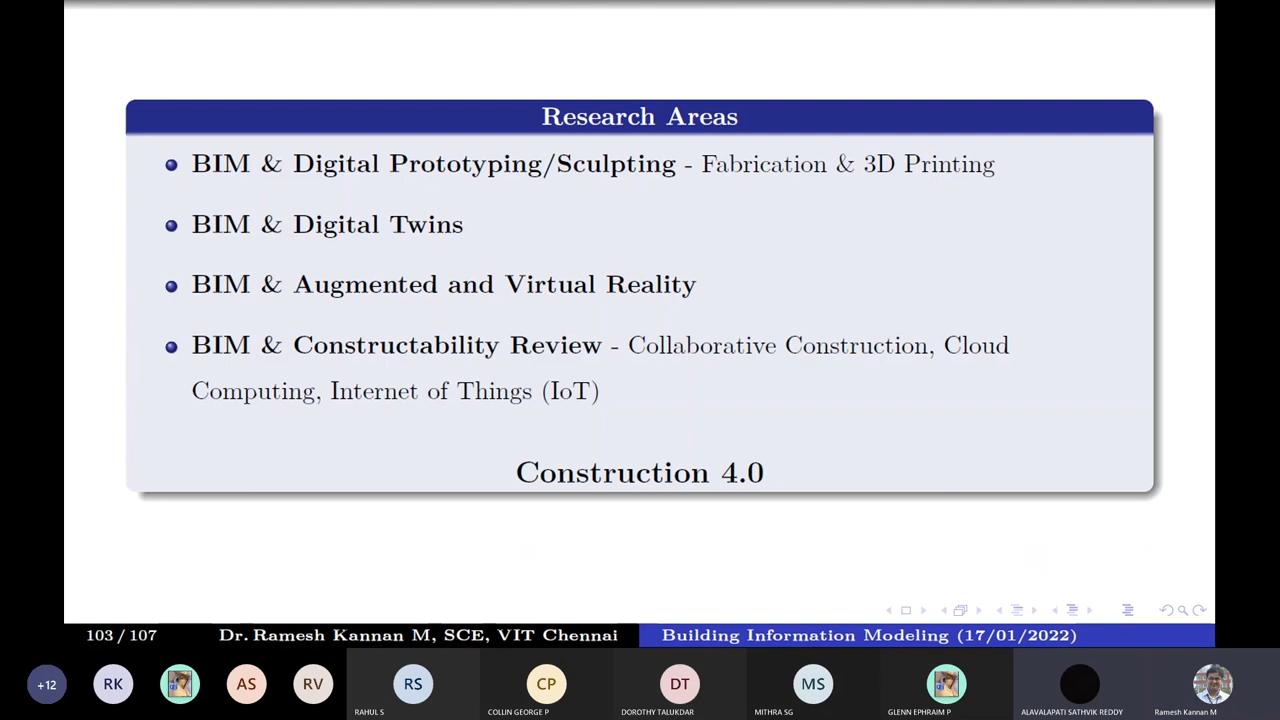 Research Areas
BIM & Digital Prototyping/Sculpting - Fabrication & 3D Printing
BIM & Digital Twins
BIM & Augmented and Virtual Reality
BIM & Constructability Review - Collaborative Construction, Cloud
Computing, Internet of Things (IoT)
Construction 4.0
103 / 107 Dr. Ramesh Kannan M, SCE, VIT Chennai Building Information Modeling (17/01/2022)
+12 RK AS RV RS CP DT MS
RAHUL S COLLIN GEORGE P DOROTHY TALUKDAR MITHRA SG GLENN EPHRAIM P ALAVALAPATI SATHVIK REDDY Ramesh Kannan M